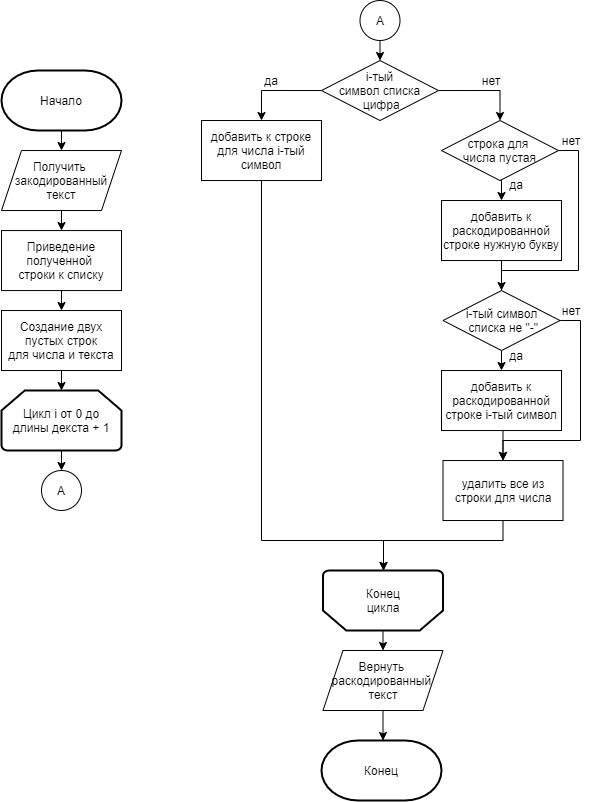 Начало
Получить
закодированный
текст
Приведение
полученной
строки к списку
Создание двух
пустых строк
для числа и текста
Цикл i от 0 до
длины декста + 1
А
А
i-тый
символ списка
цифра
да
нет
добавить к строке
для числа i-тый
символ
строка для
числа пустая
нет
да
добавить к
раскодированной
строке нужную букву
i-тый символ
списка не "-"
нет
да
добавить к
раскодированной
строке i-тый символ
удалить все из
строки для числа
Конец
цикла
Вернуть
раскодированный
текст
Конец